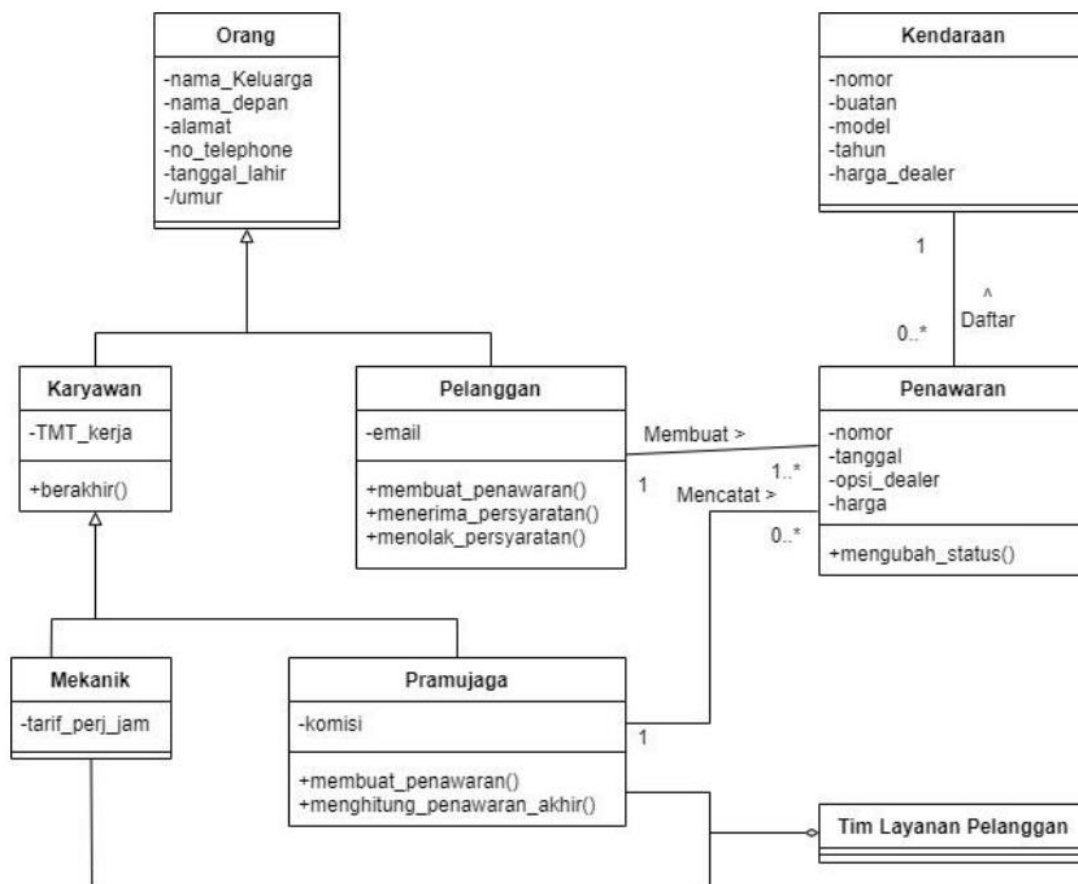 Orang
-nama_Keluarga
-nama_depan
-alamat
-no_telephone
-tanggal_lahir
-/umur
Kendaraan
-nomor
-buatan
-model
-tahun
-harga_dealer
1
^
Daftar
0..*
Karyawan
-TMT_kerja
+berakhir()
Pelanggan
-email
+membuat_penawaran()
+menerima_persyaratan()
+menolak_persyaratan()
Membuat >
1
1..*
Mencatat >
0..*
Penawaran
-nomor
-tanggal
-opsi_dealer
-harga
+mengubah_status()
Mekanik
-tarif_perj_jam
Pramujaga
-komisi
+membuat_penawaran()
+menghitung_penawaran_akhir()
1
Tim Layanan Pelanggan